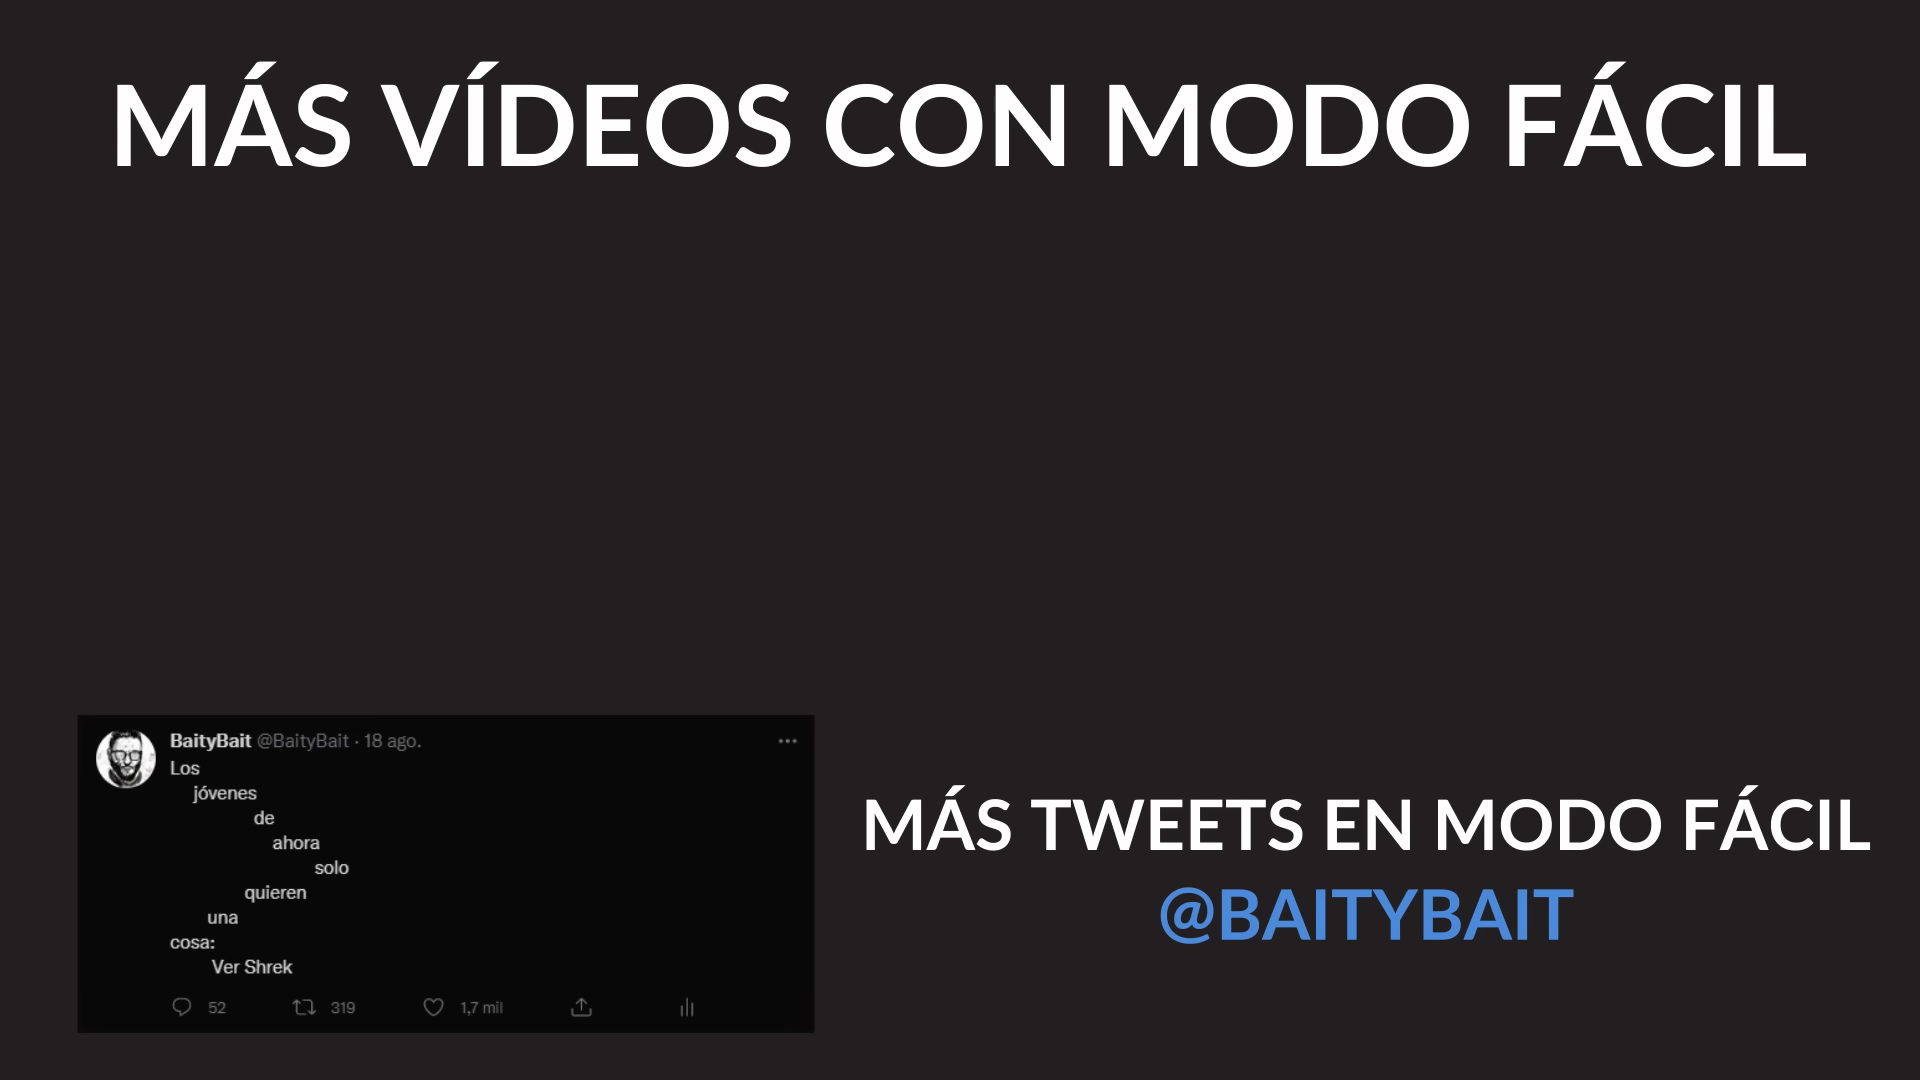 MÁS VÍDEOS CON MODO FÁCIL
BaityBait @BaityBait · 18 ago.
Los
jóvenes
de
ahora
solo
quieren
una
cosa:
Ver Shrek
52 319 1,7 mil
MÁS TWEETS EN MODO FÁCIL
@BAITYBAIT